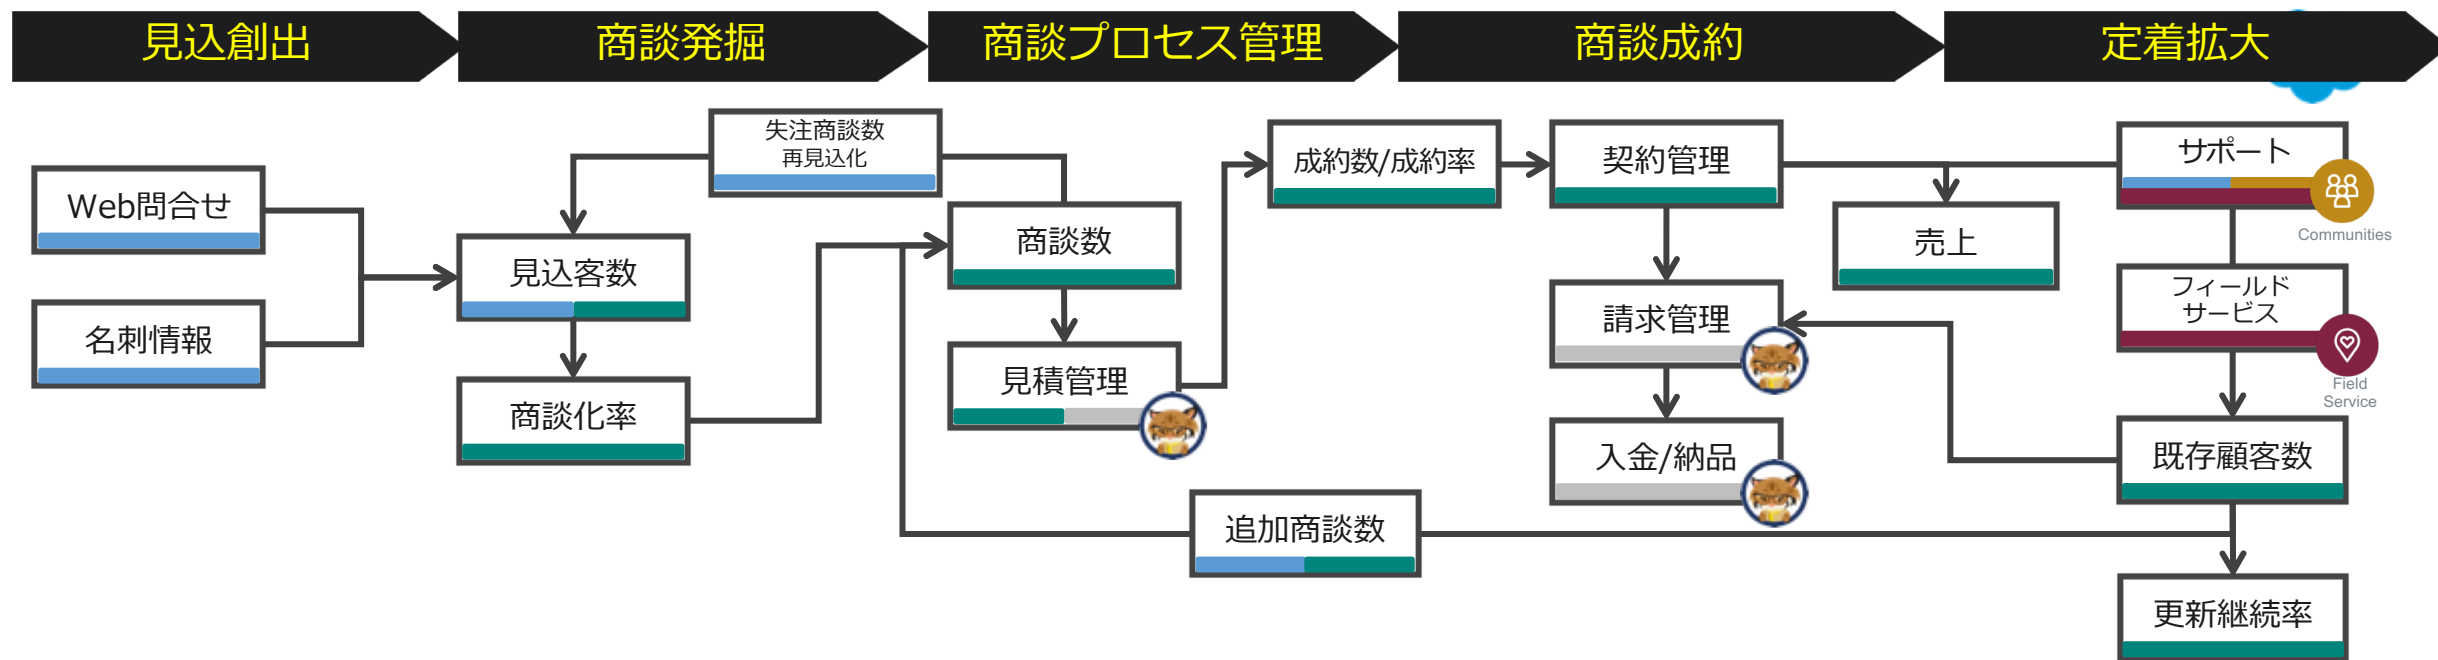 見込創出
商談発掘
商談プロセス管理
商談成約
定着拡大
Web問合せ
名刺情報
失注商談数
再見込化
見込客数
商談化率
商談数
見積管理
成約数/成約率
契約管理
売上
請求管理
入金/納品
追加商談数
サポート
Communities
フィールド
サービス
Field
Service
既存顧客数
更新継続率